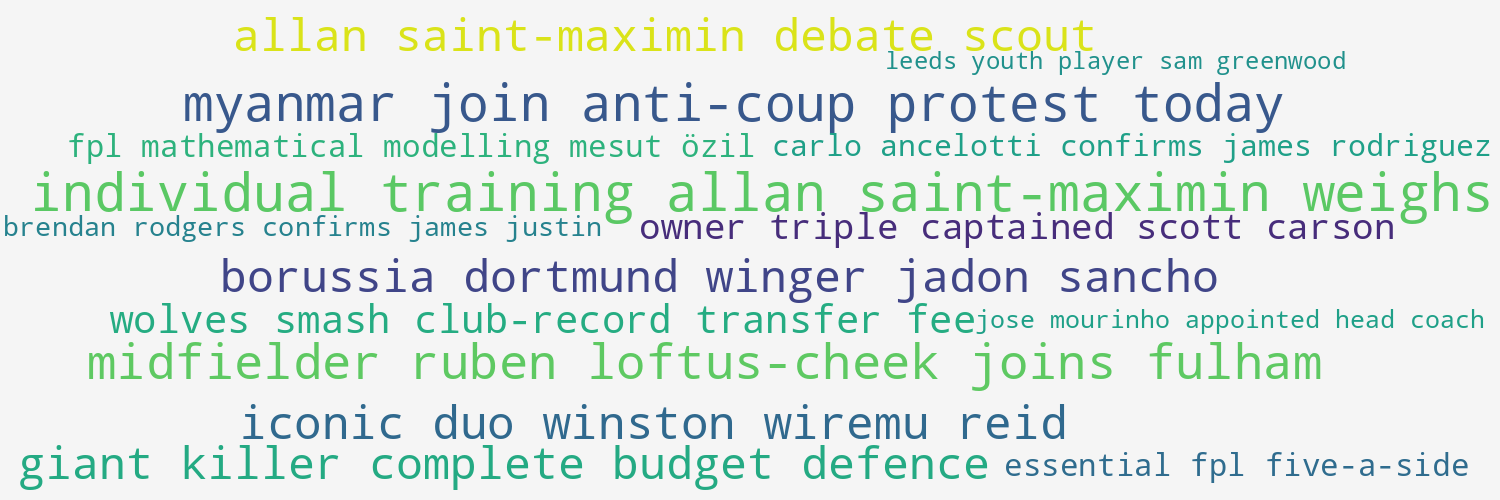 allan saint-maximin debate scout
leeds youth player sam greenwood
myanmar join anti-coup protest today
fpl mathematical modelling mesut özil
carlo ancelotti confirms james rodriguez
individual training allan saint-maximin weighs
brendan rodgers confirms james justin
owner triple captained scott carson
borussia dortmund winger jadon sancho
wolves smash club-record transfer fee
jose mourinho appointed head coach
midfielder ruben loftus-cheek joins fulham
iconic duo winston wiremu reid
giant killer complete budget defence
essential fpl five-a-side